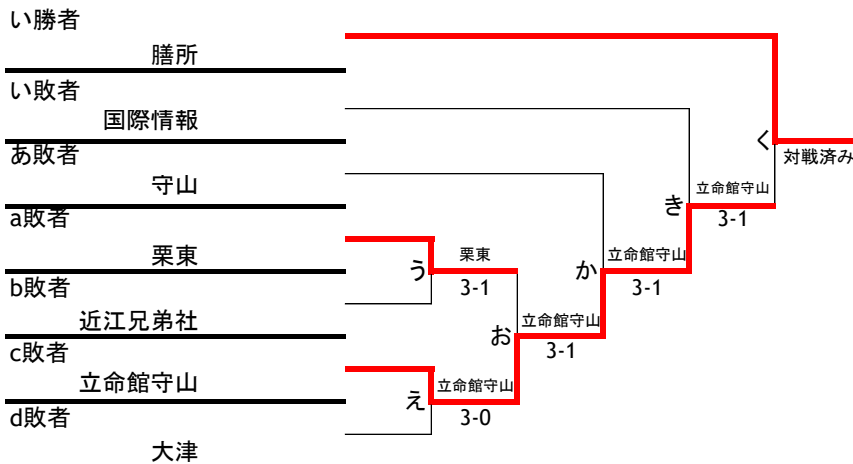 い勝者
膳所
い敗者
国際情報
あ敗者
守山
a敗者
栗東
b敗者
近江兄弟社
c敗者
立命館守山
d敗者
大津
う
栗東
3-1
え
立命館守山
3-0
お
立命館守山
3-1
か
立命館守山
3-1
き
立命館守山
3-1
く
対戦済み